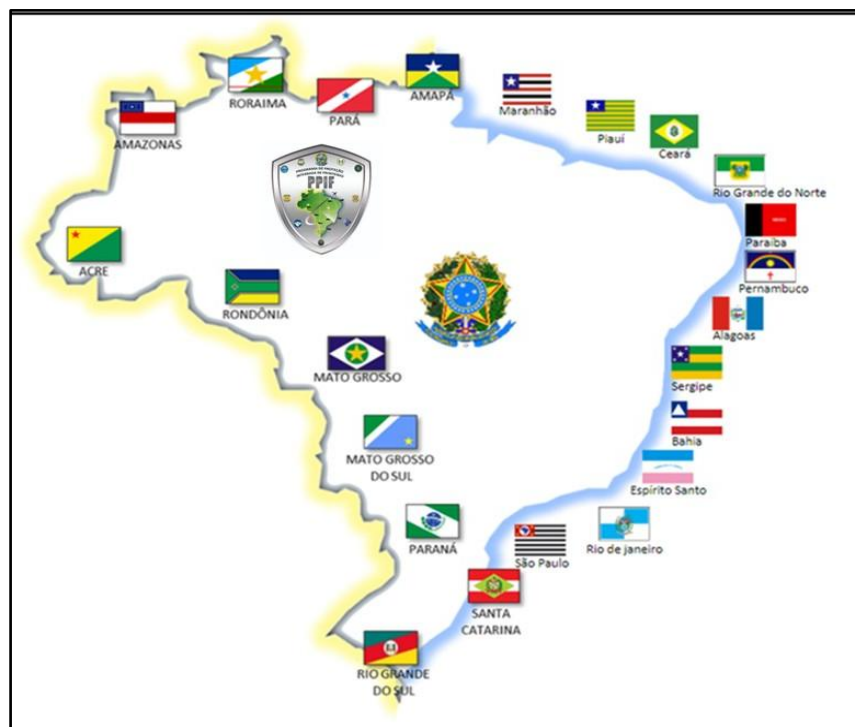 RORAIMA
PARÁ
AMAPÁ
AMAZONAS
Maranhão
Piauí
Ceará
Rio Grande do Norte
PPIF
Paraíba
Pernambuco
ACRE
RONDÔNIA
Alagoas
MATO GROSSO
Sergipe
MATO GROSSO
DO SUL
Bahia
Espírito Santo
PARANÁ
São Paulo
Rio de janeiro
SANTA
CATARINA
RIO GRANDE
DO SUL